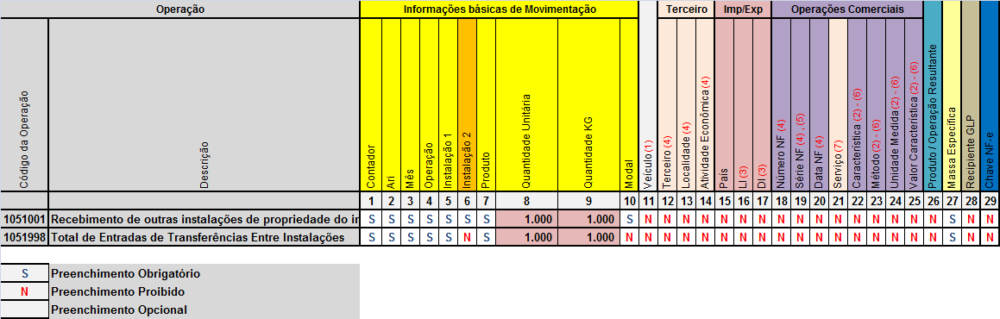 Operação
Informações básicas de Movimentação
Terceiro
Imp/Exp
Operações Comerciais
Código da Operação
Descrição
Contador
Ari
Mês
Operação
Instalação 1
Instalação 2
Produto
Quantidade Unitária
Quantidade KG
Modal
Veículo (1)
Terceiro (4)
Localidade (4)
Atividade Econômica (4)
País
LI (3)
DI (3)
Número NF (4)
Série NF (4) , (5)
Data NF (4)
Serviço (7)
Característica (2) - (6)
Método (2) - (6)
Unidade Medida (2) - (6)
Valor Característica (2) - (6)
Produto / Operação Resultante
Massa Específica
Recipiente GLP
Chave NF-e
1 2 3 4 5 6 7 8 9 10 11 12 13 14 15 16 17 18 19 20 21 22 23 24 25 26 27 28 29
1051001 Recebimento de outras instalações de propriedade do in S S S S S S S 1.000 1.000 S N N N N N N N N N N N N N N N N S N N
1051998 Total de Entradas de Transferências Entre Instalações S S S S S N S 1.000 1.000 N N N N N N N N N N N N N N N N N S N N
S Preenchimento Obrigatório
N Preenchimento Proibido
Preenchimento Opcional